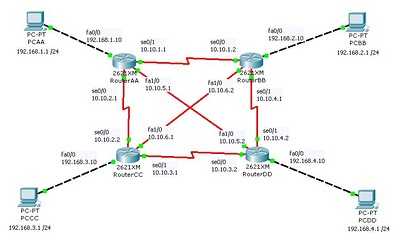 PC-PT
PCAA
192.168.1.1 /24
fa0/0
192.168.1.10
se0/1
10.10.1.1
2621XM
RouterAA
se0/0
10.10.1.2
fa0/0
192.168.2.10
2621XM
RouterBB
PC-PT
PCBB
192.168.2.1 /24
se0/0
10.10.2.1
fa1/0
10.10.5.1
fa1/0
10.10.6.2
se0/1
10.10.4.1
se0/0
10.10.2.2
fa1/0
10.10.6.1
fa1/0
10.10.5.2
se0/0
10.10.4.2
fa0/0
192.168.3.10
2621XM
RouterCC
se0/1
10.10.3.1
se0/1
10.10.3.2
2621XM
RouterDD
fa0/0
192.168.4.10
PC-PT
PCCC
192.168.3.1 /24
PC-PT
PCDD
192.168.4.1 /24